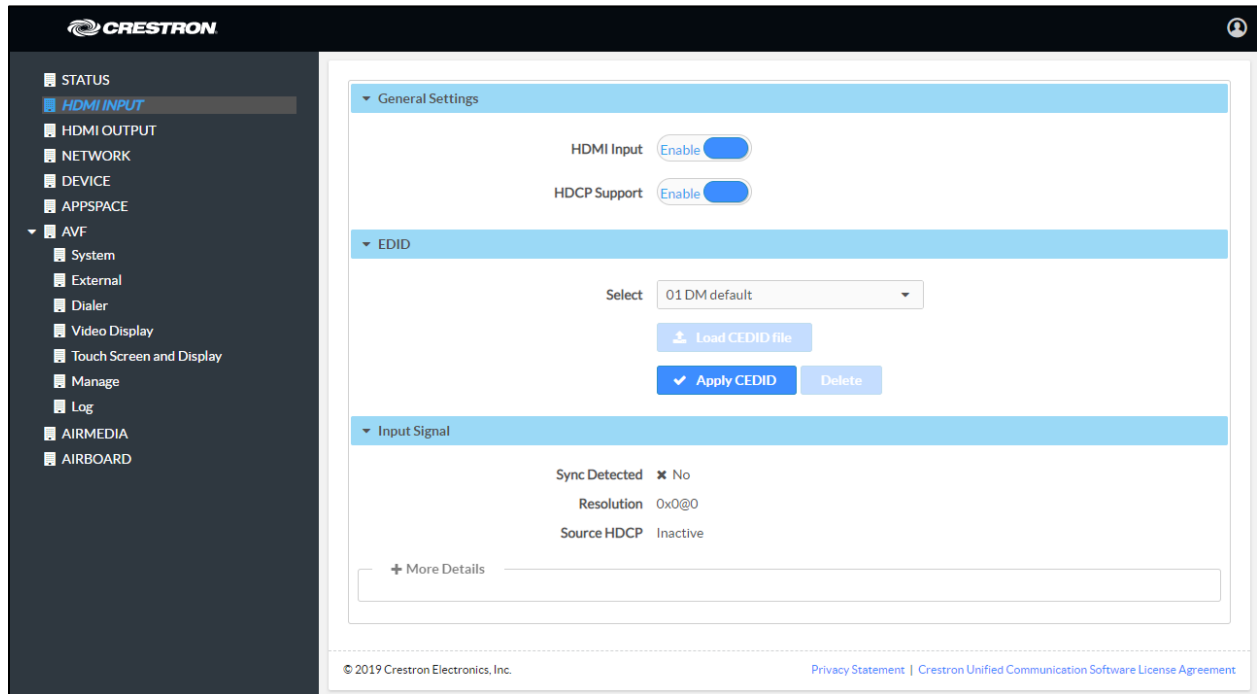 CRESTRON
STATUS
HDMI INPUT
HDMI OUTPUT
NETWORK
DEVICE
APPSPACE
AVF
System
External
Dialer
Video Display
Touch Screen and Display
Manage
Log
AIRMEDIA
AIRBOARD
General Settings
HDMI Input Enable
HDCP Support Enable
EDID
Select 01 DM default
Load CEDID file
Apply CEDID Delete
Input Signal
Sync Detected No
Resolution 0x0@0
Source HDCP Inactive
More Details
© 2019 Crestron Electronics, Inc. Privacy Statement | Crestron Unified Communication Software License Agreement